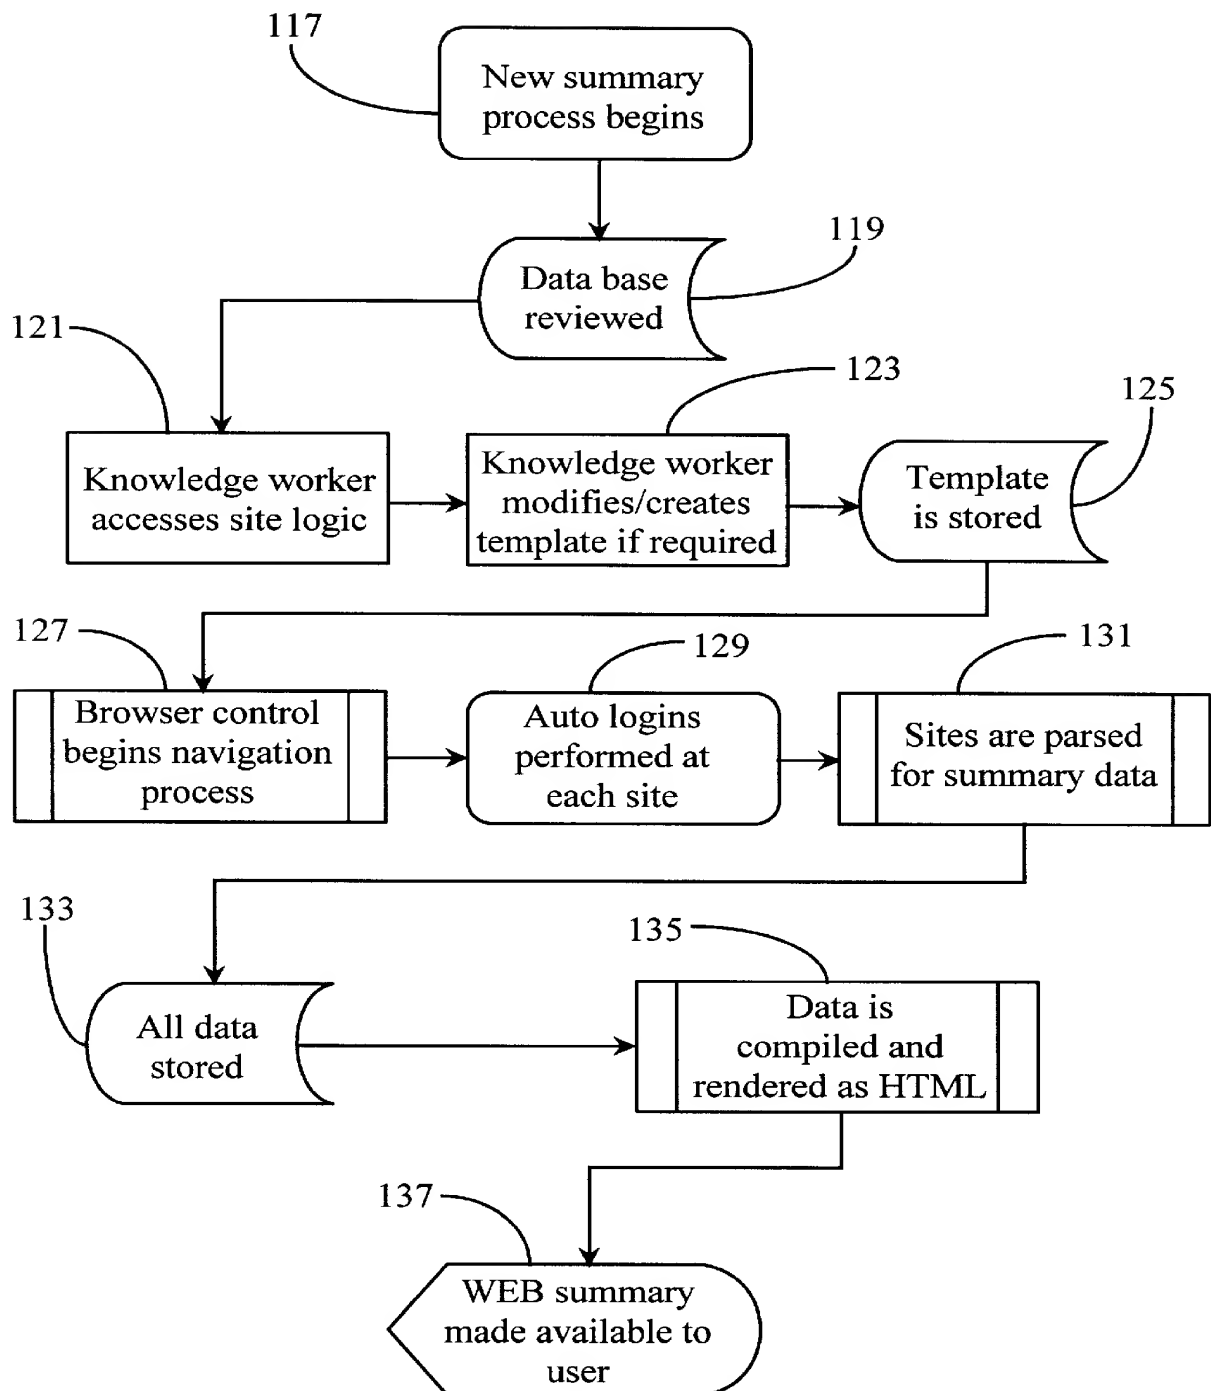 117
New summary
process begins
119
Data base
reviewed
121
123
125
Knowledge worker
accesses site logic
Knowledge worker
modifies/creates
template if required
Template
is stored
127
129
131
Browser control
begins navigation
process
Auto logins
performed at
each site
Sites are parsed
for summary data
133
135
All data
stored
Data is
compiled and
rendered as HTML
137
WEB summary
made available to
user